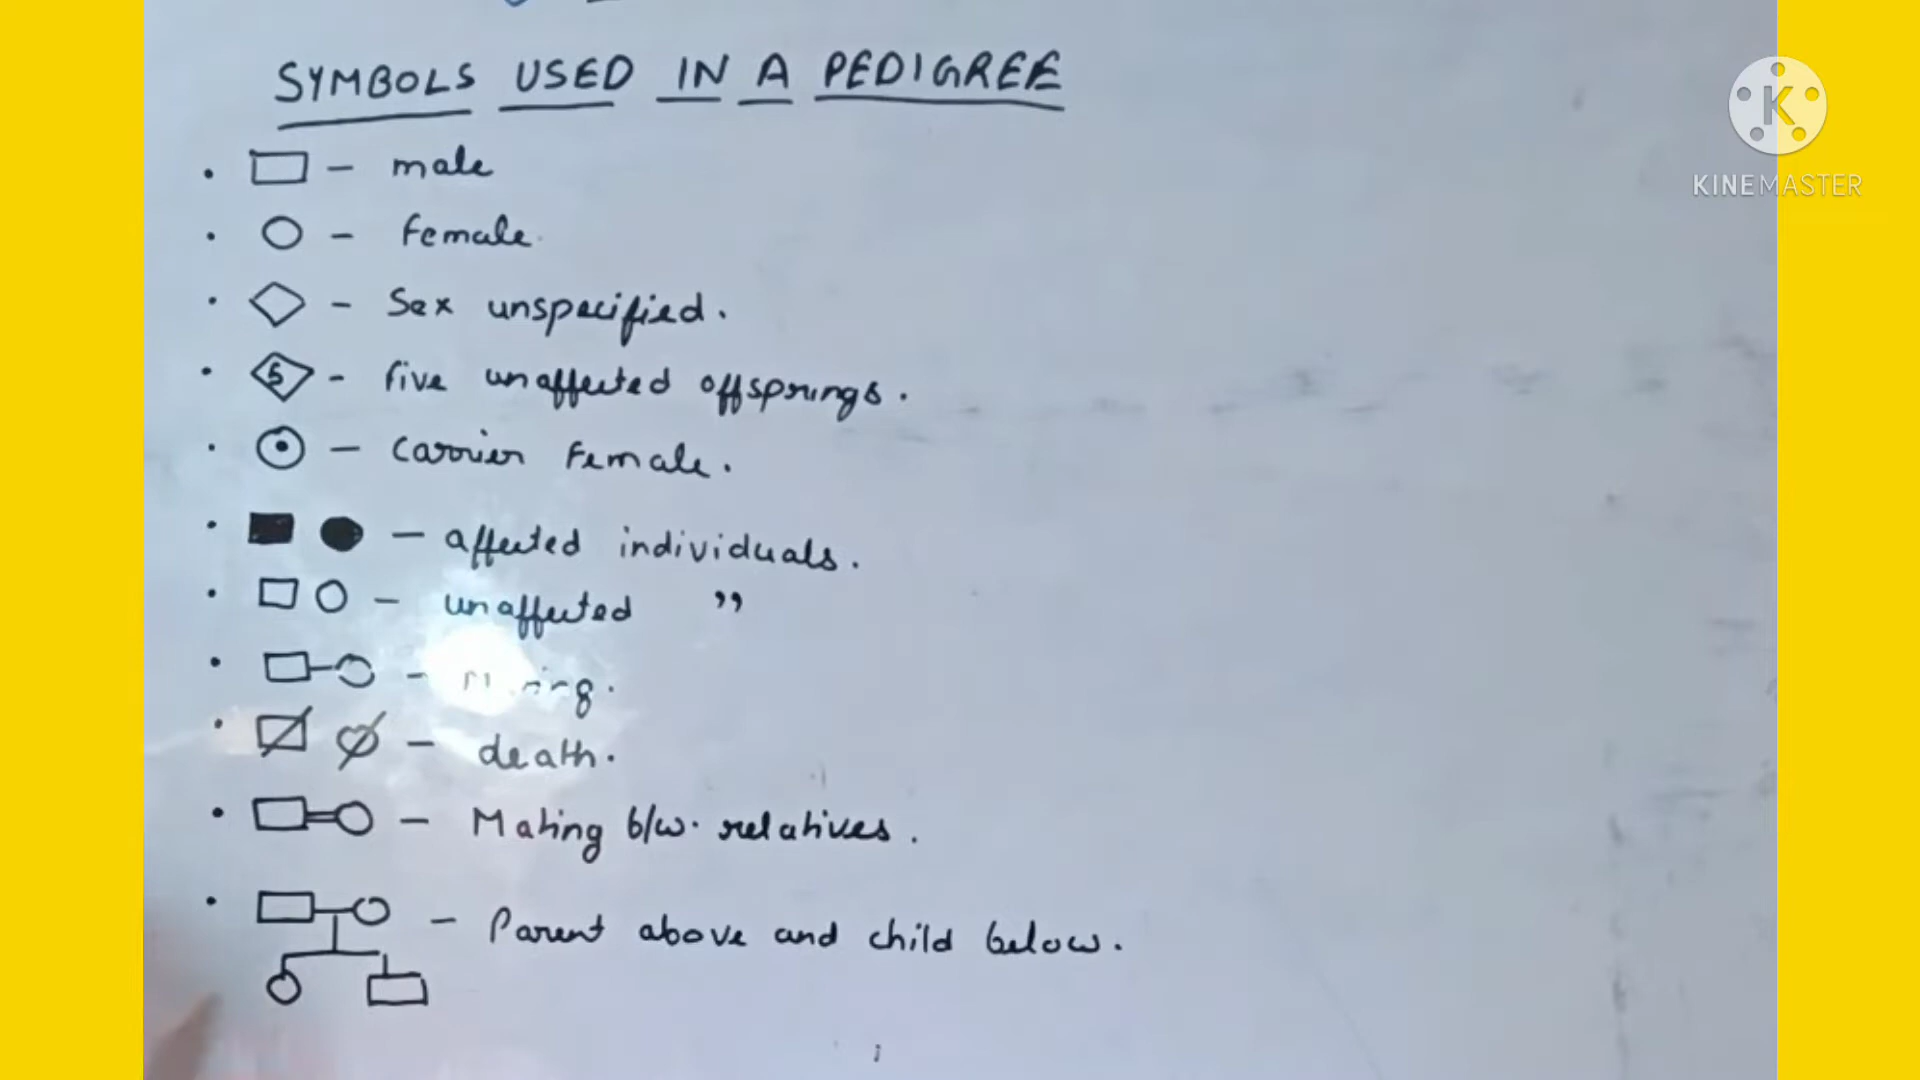 SYMBOLS USED IN A PEDIGREE
KINEMASTER
- male
- female
- Sex unspecified.
5 - five unaffected offsprings.
- Carrier Female.
- affected individuals.
- unaffected ”
-
- death.
- Mating b/w. relatives.
- Parent above and child below.